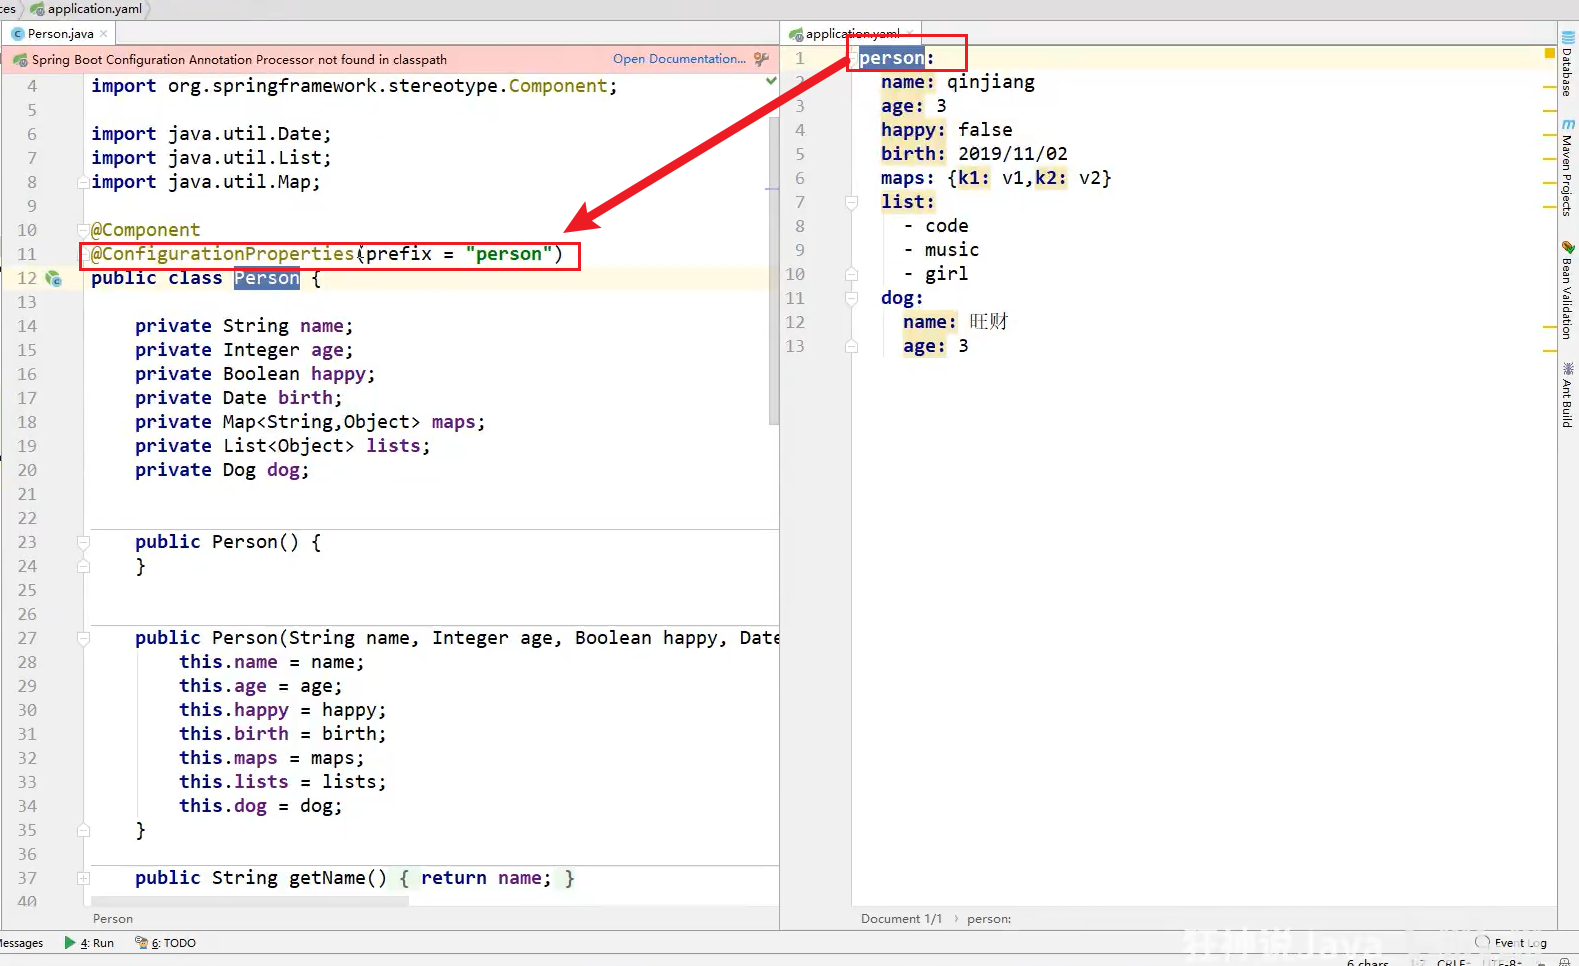 ces
application.yaml
Person.java
Spring Boot Configuration Annotation Processor not found in classpath
Open Documentation...
4 import org.springframework.stereotype.Component;
5
6 import java.util.Date;
7 import java.util.List;
8 import java.util.Map;
9
10 @Component
11 @ConfigurationProperties(prefix = "person")
12 public class Person {
13
14 private String name;
15 private Integer age;
16 private Boolean happy;
17 private Date birth;
18 private Map<String,Object> maps;
19 private List<Object> lists;
20 private Dog dog;
21
22
23 public Person() {
24 }
25
26
27 public Person(String name, Integer age, Boolean happy, Date
28 this.name = name;
29 this.age = age;
30 this.happy = happy;
31 this.birth = birth;
32 this.maps = maps;
33 this.lists = lists;
34 this.dog = dog;
35 }
36
37 public String getName() { return name; }
40
Person
application.yaml
1 person:
2 name: qinjiang
3 age: 3
4 happy: false
5 birth: 2019/11/02
6 maps: {k1: v1,k2: v2}
7 list:
8 - code
9 - music
10 - girl
11 dog:
12 name: 旺财
13 age: 3
Document 1/1 › person:
Database
Maven Projects
Bean Validation
Ant Build
Messages
4: Run
6: TODO
Event Log
狂神说Java
6 chars
CRLF
UTF-8